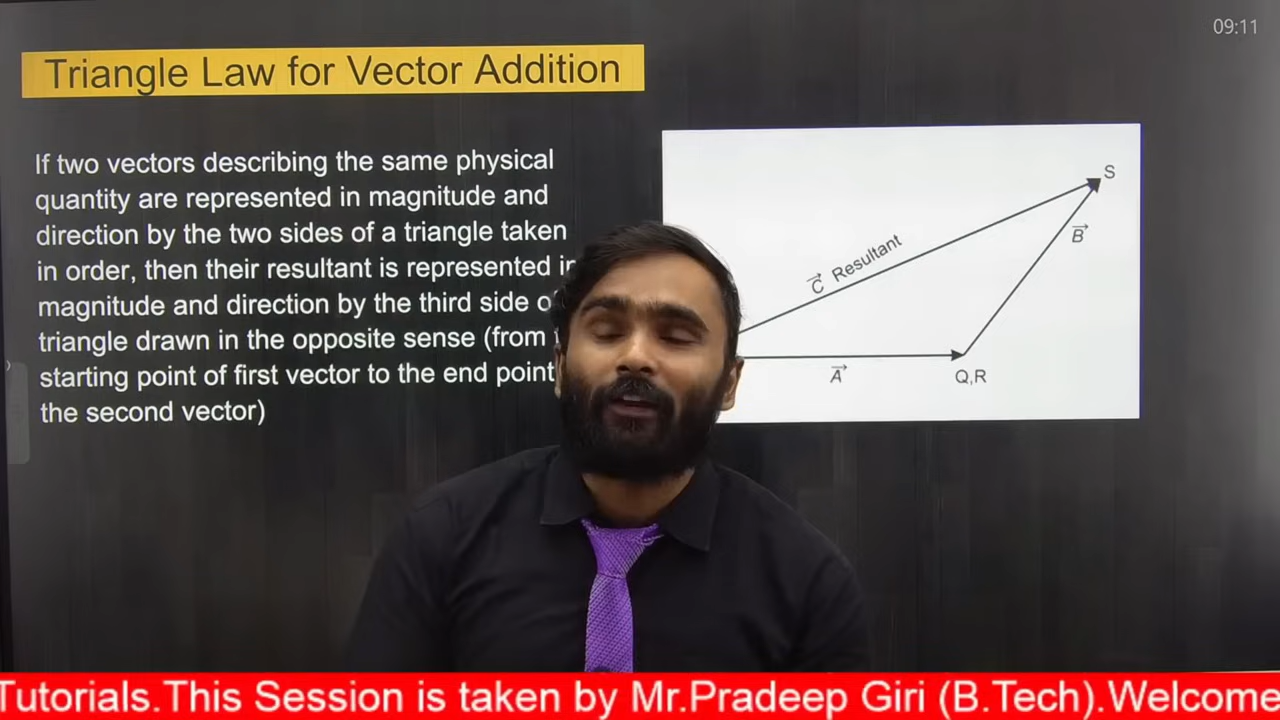 09:11
Triangle Law for Vector Addition
If two vectors describing the same physical
quantity are represented in magnitude and
direction by the two sides of a triangle taken
in order, then their resultant is represented
magnitude and direction by the third side
triangle drawn in the opposite sense (from
starting point of first vector to the end point
the second vector)
S
B
C Resultant
A
Q,R
Tutorials.This Session is taken by Mr.Pradeep Giri (B.Tech).Welcome